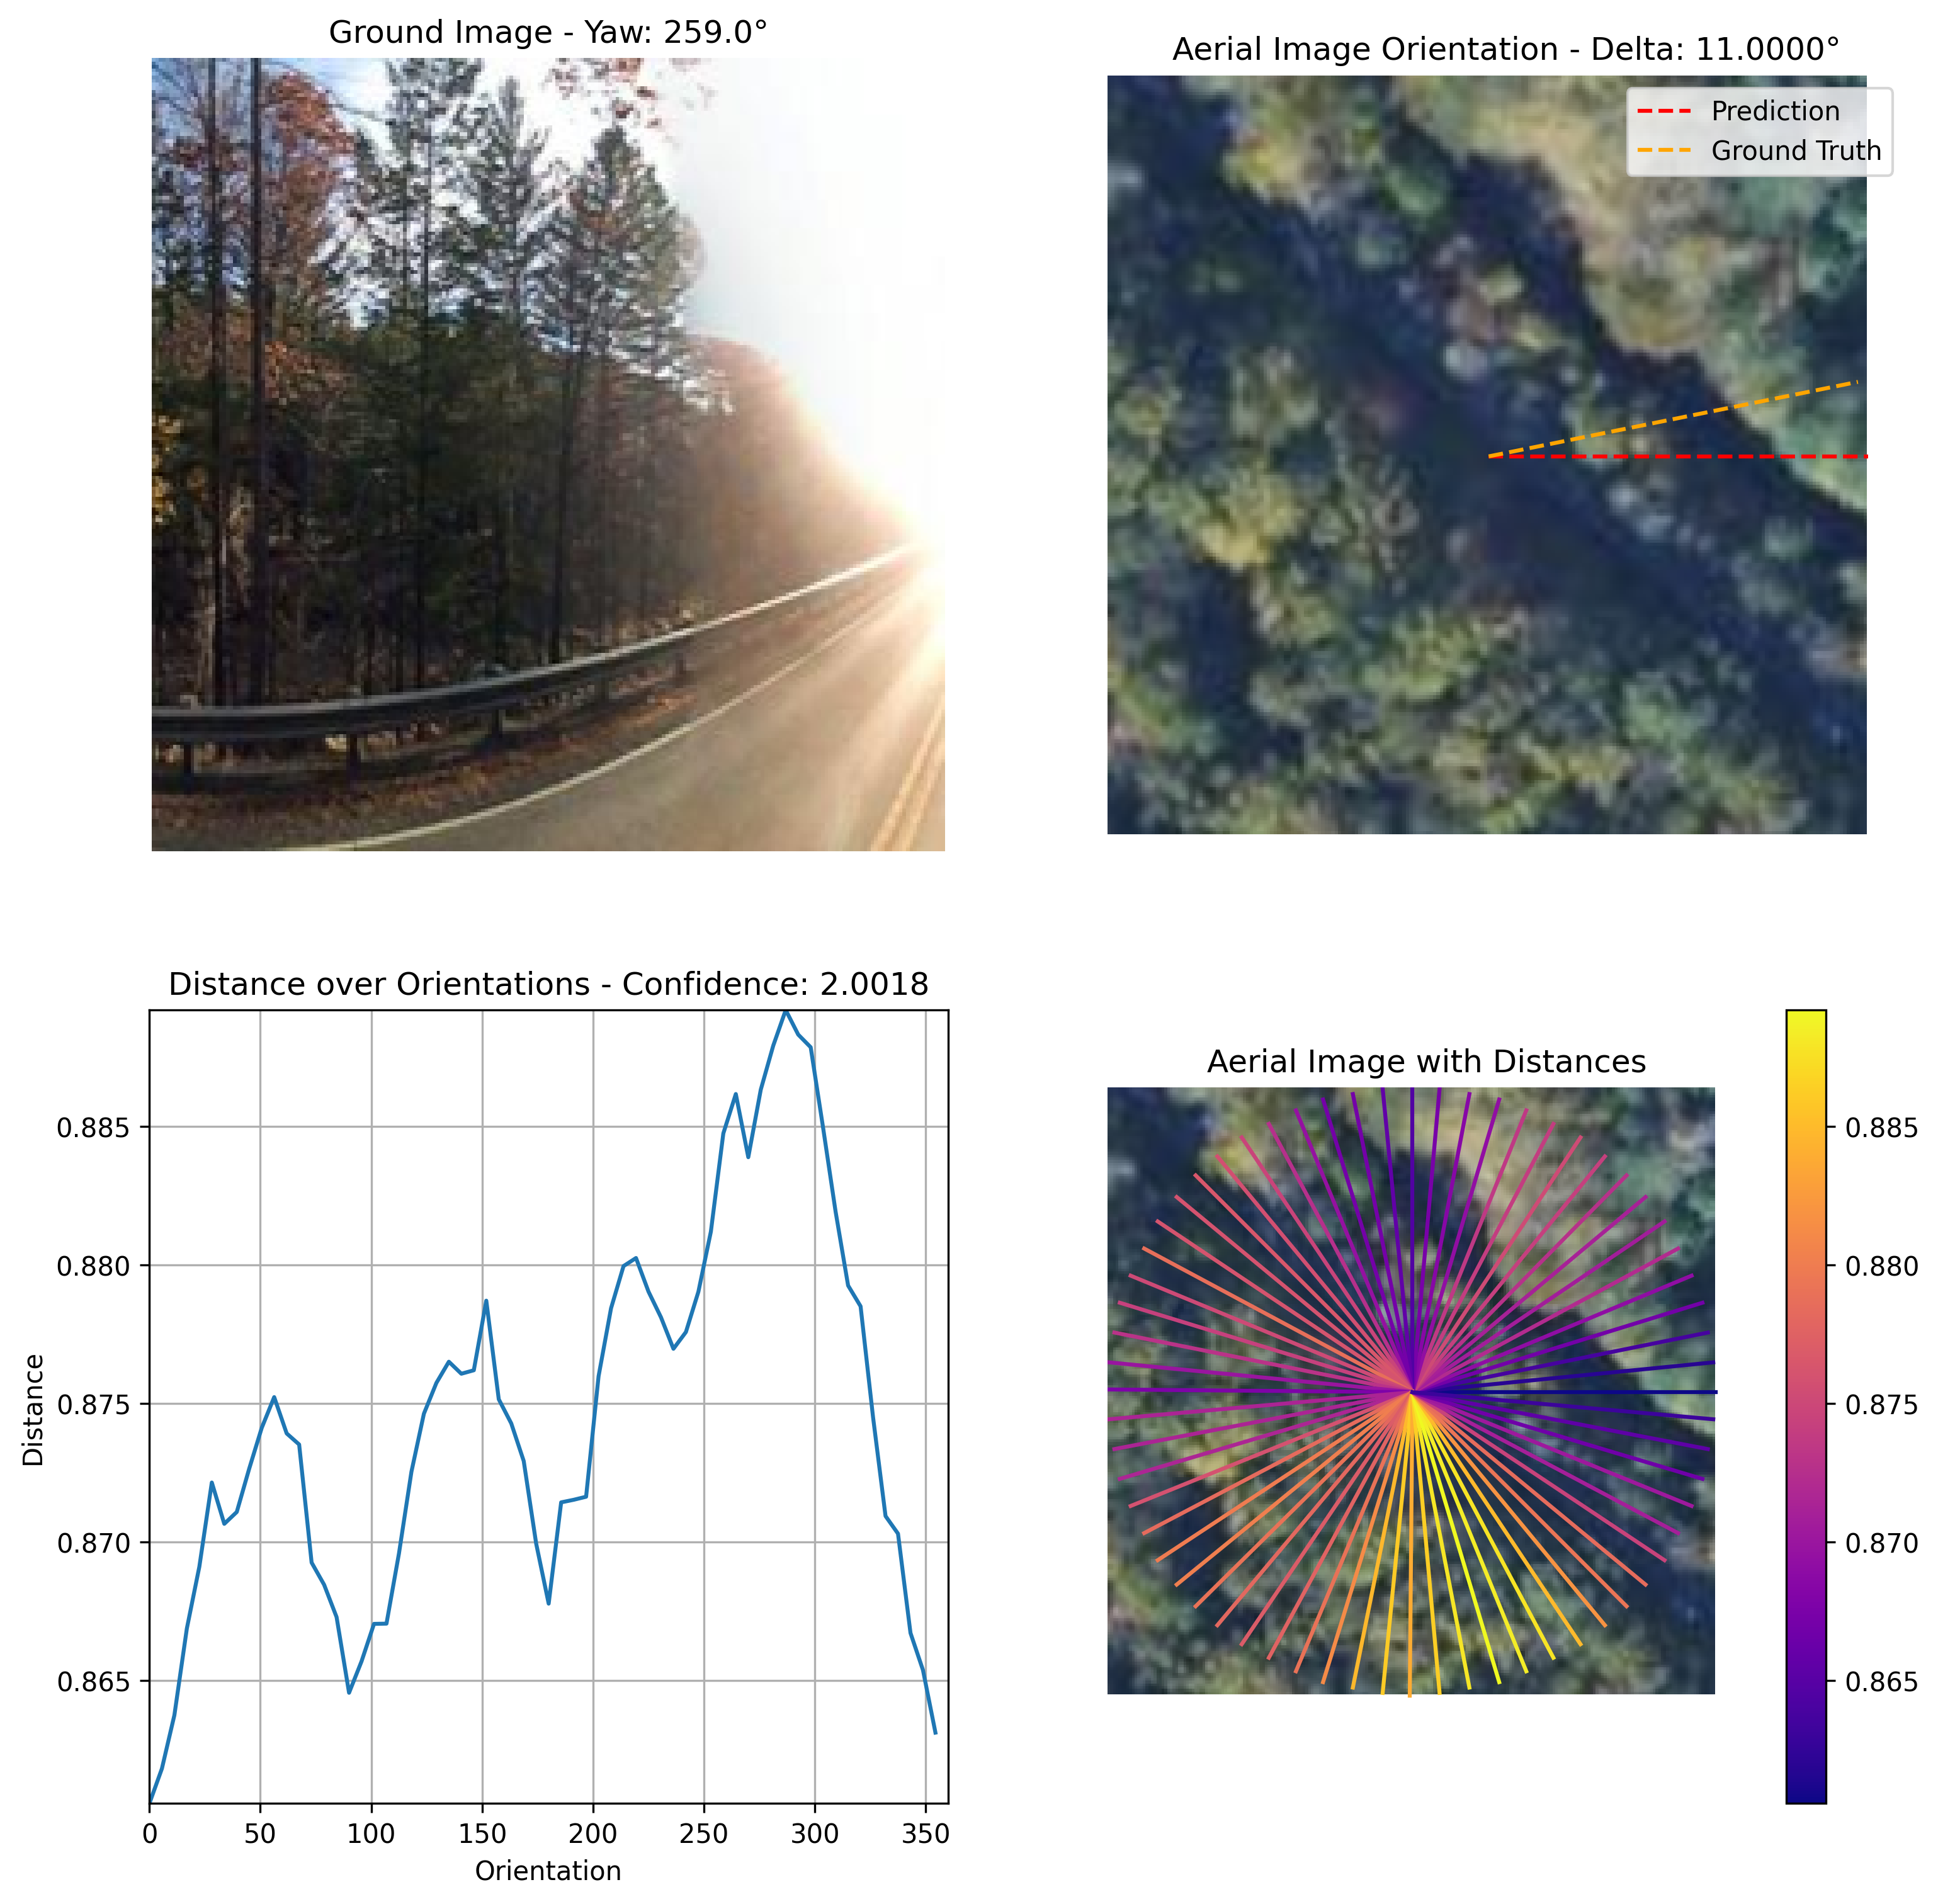 Ground Image - Yaw: 259.0°
Aerial Image Orientation - Delta: 11.0000°
Prediction
Ground Truth
Distance over Orientations - Confidence: 2.0018
0.885
0.880
0.875
0.870
0.865
Distance
0
50
100
150
200
250
300
350
Orientation
Aerial Image with Distances
0.885
0.880
0.875
0.870
0.865